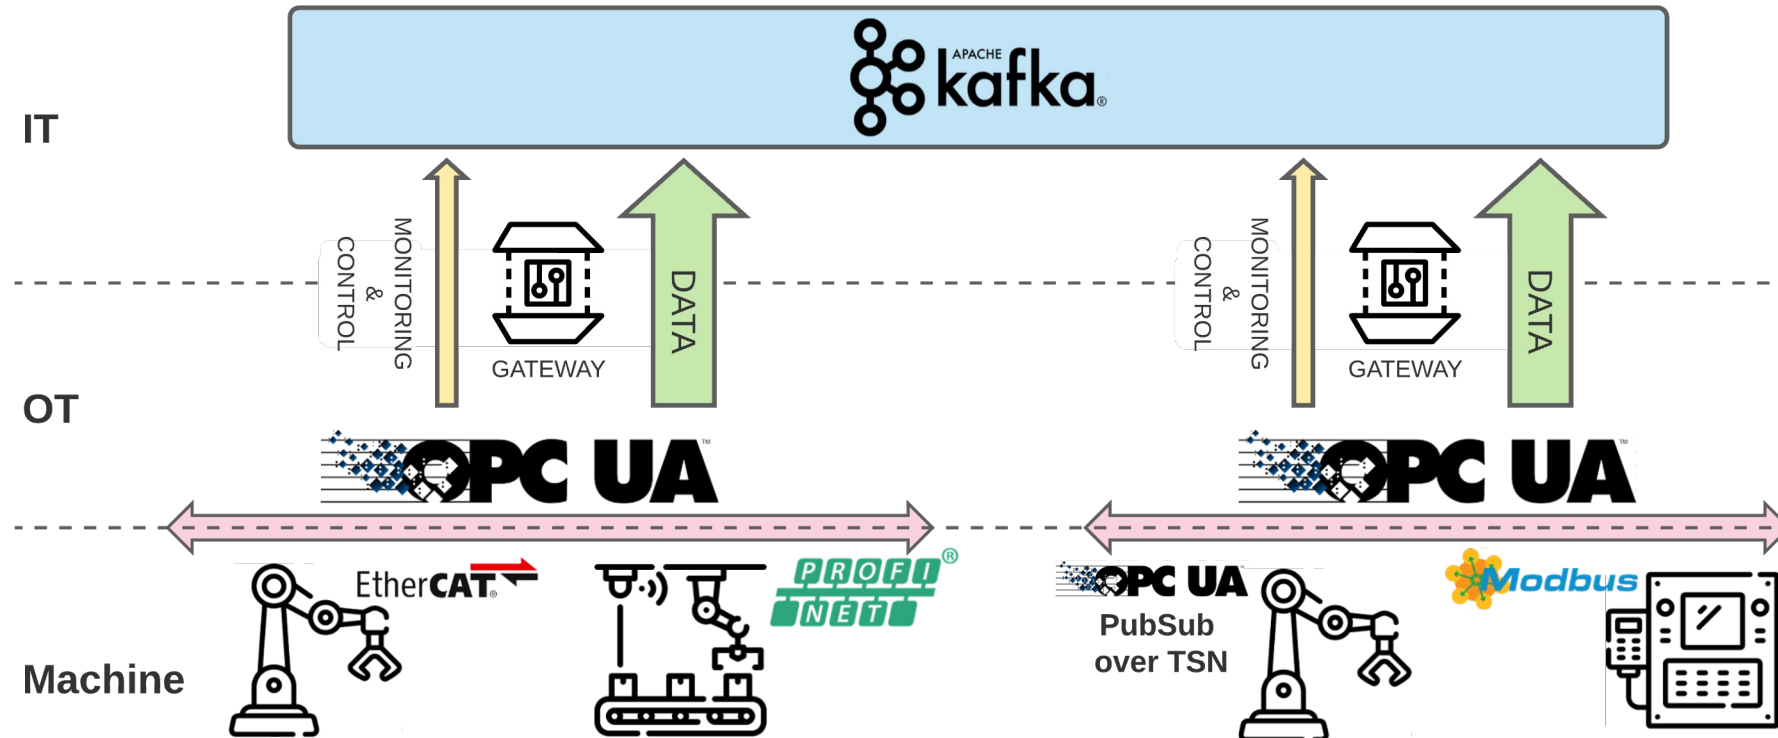 APACHE
kafka®
IT
MONITORING
&
CONTROL
GATEWAY
DATA
MONITORING
&
CONTROL
GATEWAY
DATA
OT
OPC UA™
OPC UA
EtherCAT®
PROFI®
NET
OPC UA
PubSub
over TSN
Modbus
Machine